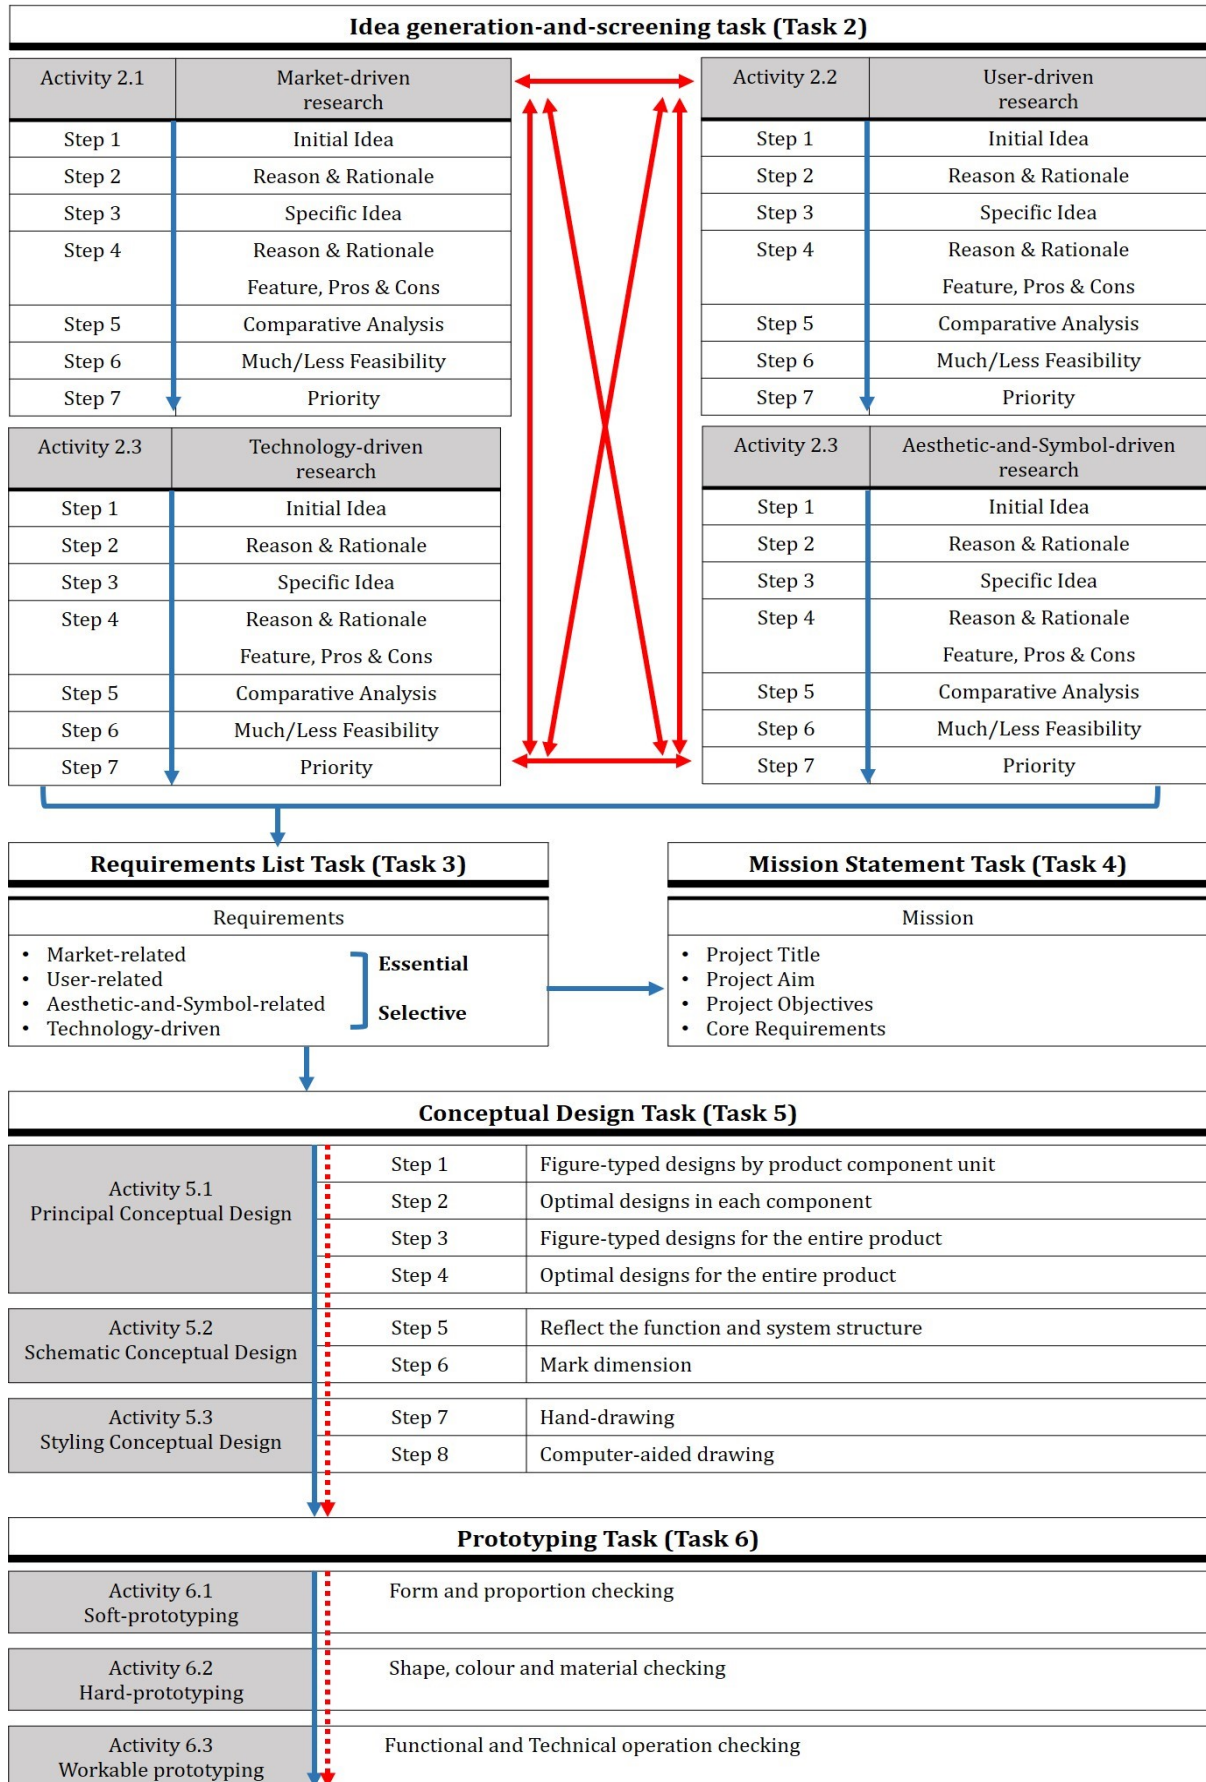 Idea generation-and-screening task (Task 2)
Activity 2.1 Market-driven
research
Step 1 Initial Idea
Step 2 Reason & Rationale
Step 3 Specific Idea
Step 4 Reason & Rationale
Feature, Pros & Cons
Step 5 Comparative Analysis
Step 6 Much/Less Feasibility
Step 7 Priority
Activity 2.2 User-driven
research
Step 1 Initial Idea
Step 2 Reason & Rationale
Step 3 Specific Idea
Step 4 Reason & Rationale
Feature, Pros & Cons
Step 5 Comparative Analysis
Step 6 Much/Less Feasibility
Step 7 Priority
Activity 2.3 Technology-driven
research
Step 1 Initial Idea
Step 2 Reason & Rationale
Step 3 Specific Idea
Step 4 Reason & Rationale
Feature, Pros & Cons
Step 5 Comparative Analysis
Step 6 Much/Less Feasibility
Step 7 Priority
Activity 2.3 Aesthetic-and-Symbol-driven
research
Step 1 Initial Idea
Step 2 Reason & Rationale
Step 3 Specific Idea
Step 4 Reason & Rationale
Feature, Pros & Cons
Step 5 Comparative Analysis
Step 6 Much/Less Feasibility
Step 7 Priority
Requirements List Task (Task 3)
Requirements
• Market-related
• User-related
• Aesthetic-and-Symbol-related
• Technology-driven
Essential
Selective
Mission Statement Task (Task 4)
Mission
• Project Title
• Project Aim
• Project Objectives
• Core Requirements
Conceptual Design Task (Task 5)
Activity 5.1
Principal Conceptual Design
Step 1 Figure-typed designs by product component unit
Step 2 Optimal designs in each component
Step 3 Figure-typed designs for the entire product
Step 4 Optimal designs for the entire product
Activity 5.2
Schematic Conceptual Design
Step 5 Reflect the function and system structure
Step 6 Mark dimension
Activity 5.3
Styling Conceptual Design
Step 7 Hand-drawing
Step 8 Computer-aided drawing
Prototyping Task (Task 6)
Activity 6.1
Soft-prototyping
Form and proportion checking
Activity 6.2
Hard-prototyping
Shape, colour and material checking
Activity 6.3
Workable prototyping
Functional and Technical operation checking